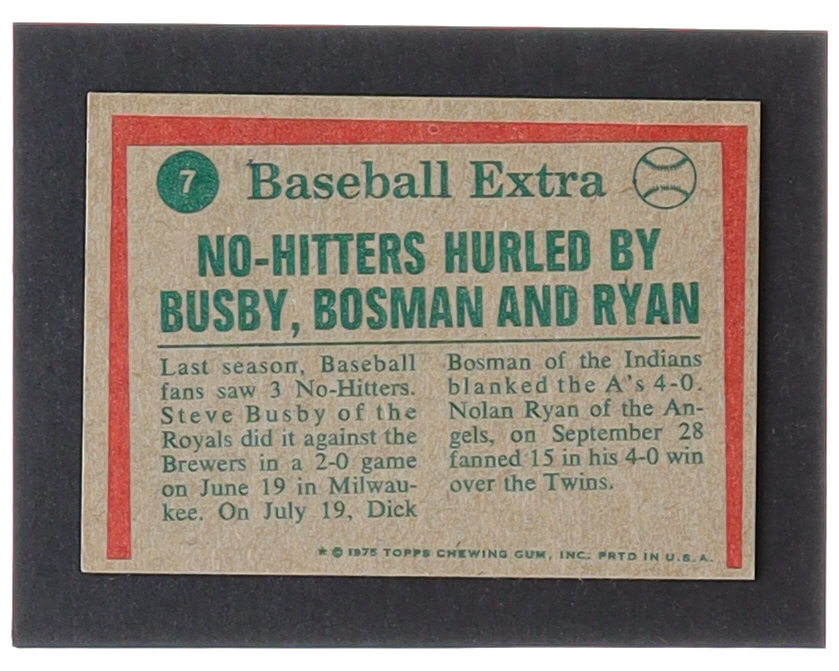 7 Baseball Extra
NO-HITTERS HURLED BY
BUSBY, BOSMAN AND RYAN
Last season, Baseball
fans saw 3 No-Hitters.
Steve Busby of the
Royals did it against the
Brewers in a 2-0 game
on June 19 in Milwau-
kee. On July 19, Dick
Bosman of the Indians
blanked the A's 4-0.
Nolan Ryan of the An-
gels, on September 28
fanned 15 in his 4-0 win
over the Twins.
★ © 1975 TOPPS CHEWING GUM, INC. PRTD IN U.S.A.